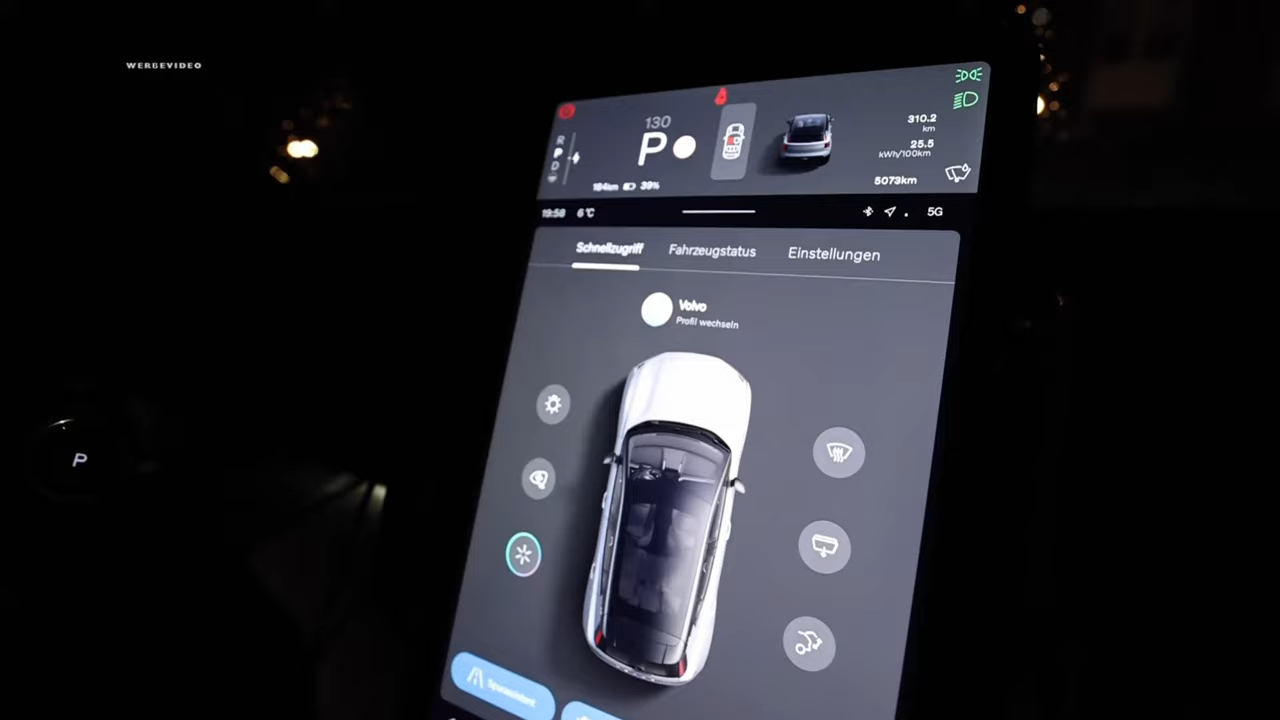 WERBEVIDEO
130
P
R
P
D
310.2
km
25.5
kWh/100km
184km 39%
5073km
19:58 6°C
5G
Schnellzugriff Fahrzeugstatus Einstellungen
Volvo
Profil wechseln
P
Spurassistent